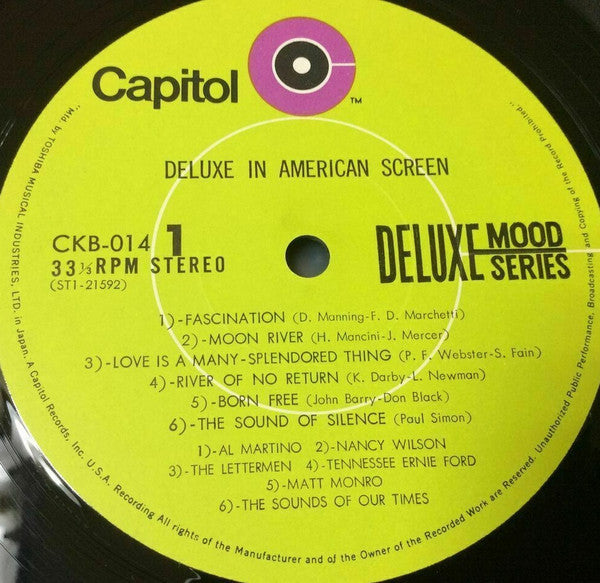 Capitol
TM
DELUXE IN AMERICAN SCREEN
CKB-014 1
33 1/3 RPM STEREO
(ST1-21592)
DELUXE MOOD SERIES
1)-FASCINATION (D. Manning-F. D. Marchetti)
2)-MOON RIVER (H. Mancini-J. Mercer)
3)-LOVE IS A MANY-SPLENDORED THING (P. F. Webster-S. Fain)
4)-RIVER OF NO RETURN (K. Darby-L. Newman)
5)-BORN FREE (John Barry-Don Black)
6)-THE SOUND OF SILENCE (Paul Simon)
1)-AL MARTINO 2)-NANCY WILSON
3)-THE LETTERMEN 4)-TENNESSEE ERNIE FORD
5)-MATT MONRO
6)-THE SOUNDS OF OUR TIMES
"Mfd. by TOSHIBA MUSICAL INDUSTRIES, LTD. in Japan, A Capitol Records, Inc. U.S.A. Recording All rights of the Manufacturer and of the Owner of the Recorded Work are Reserved. Unauthorized Public Performance, Broadcasting and Copying of the Record Prohibited."